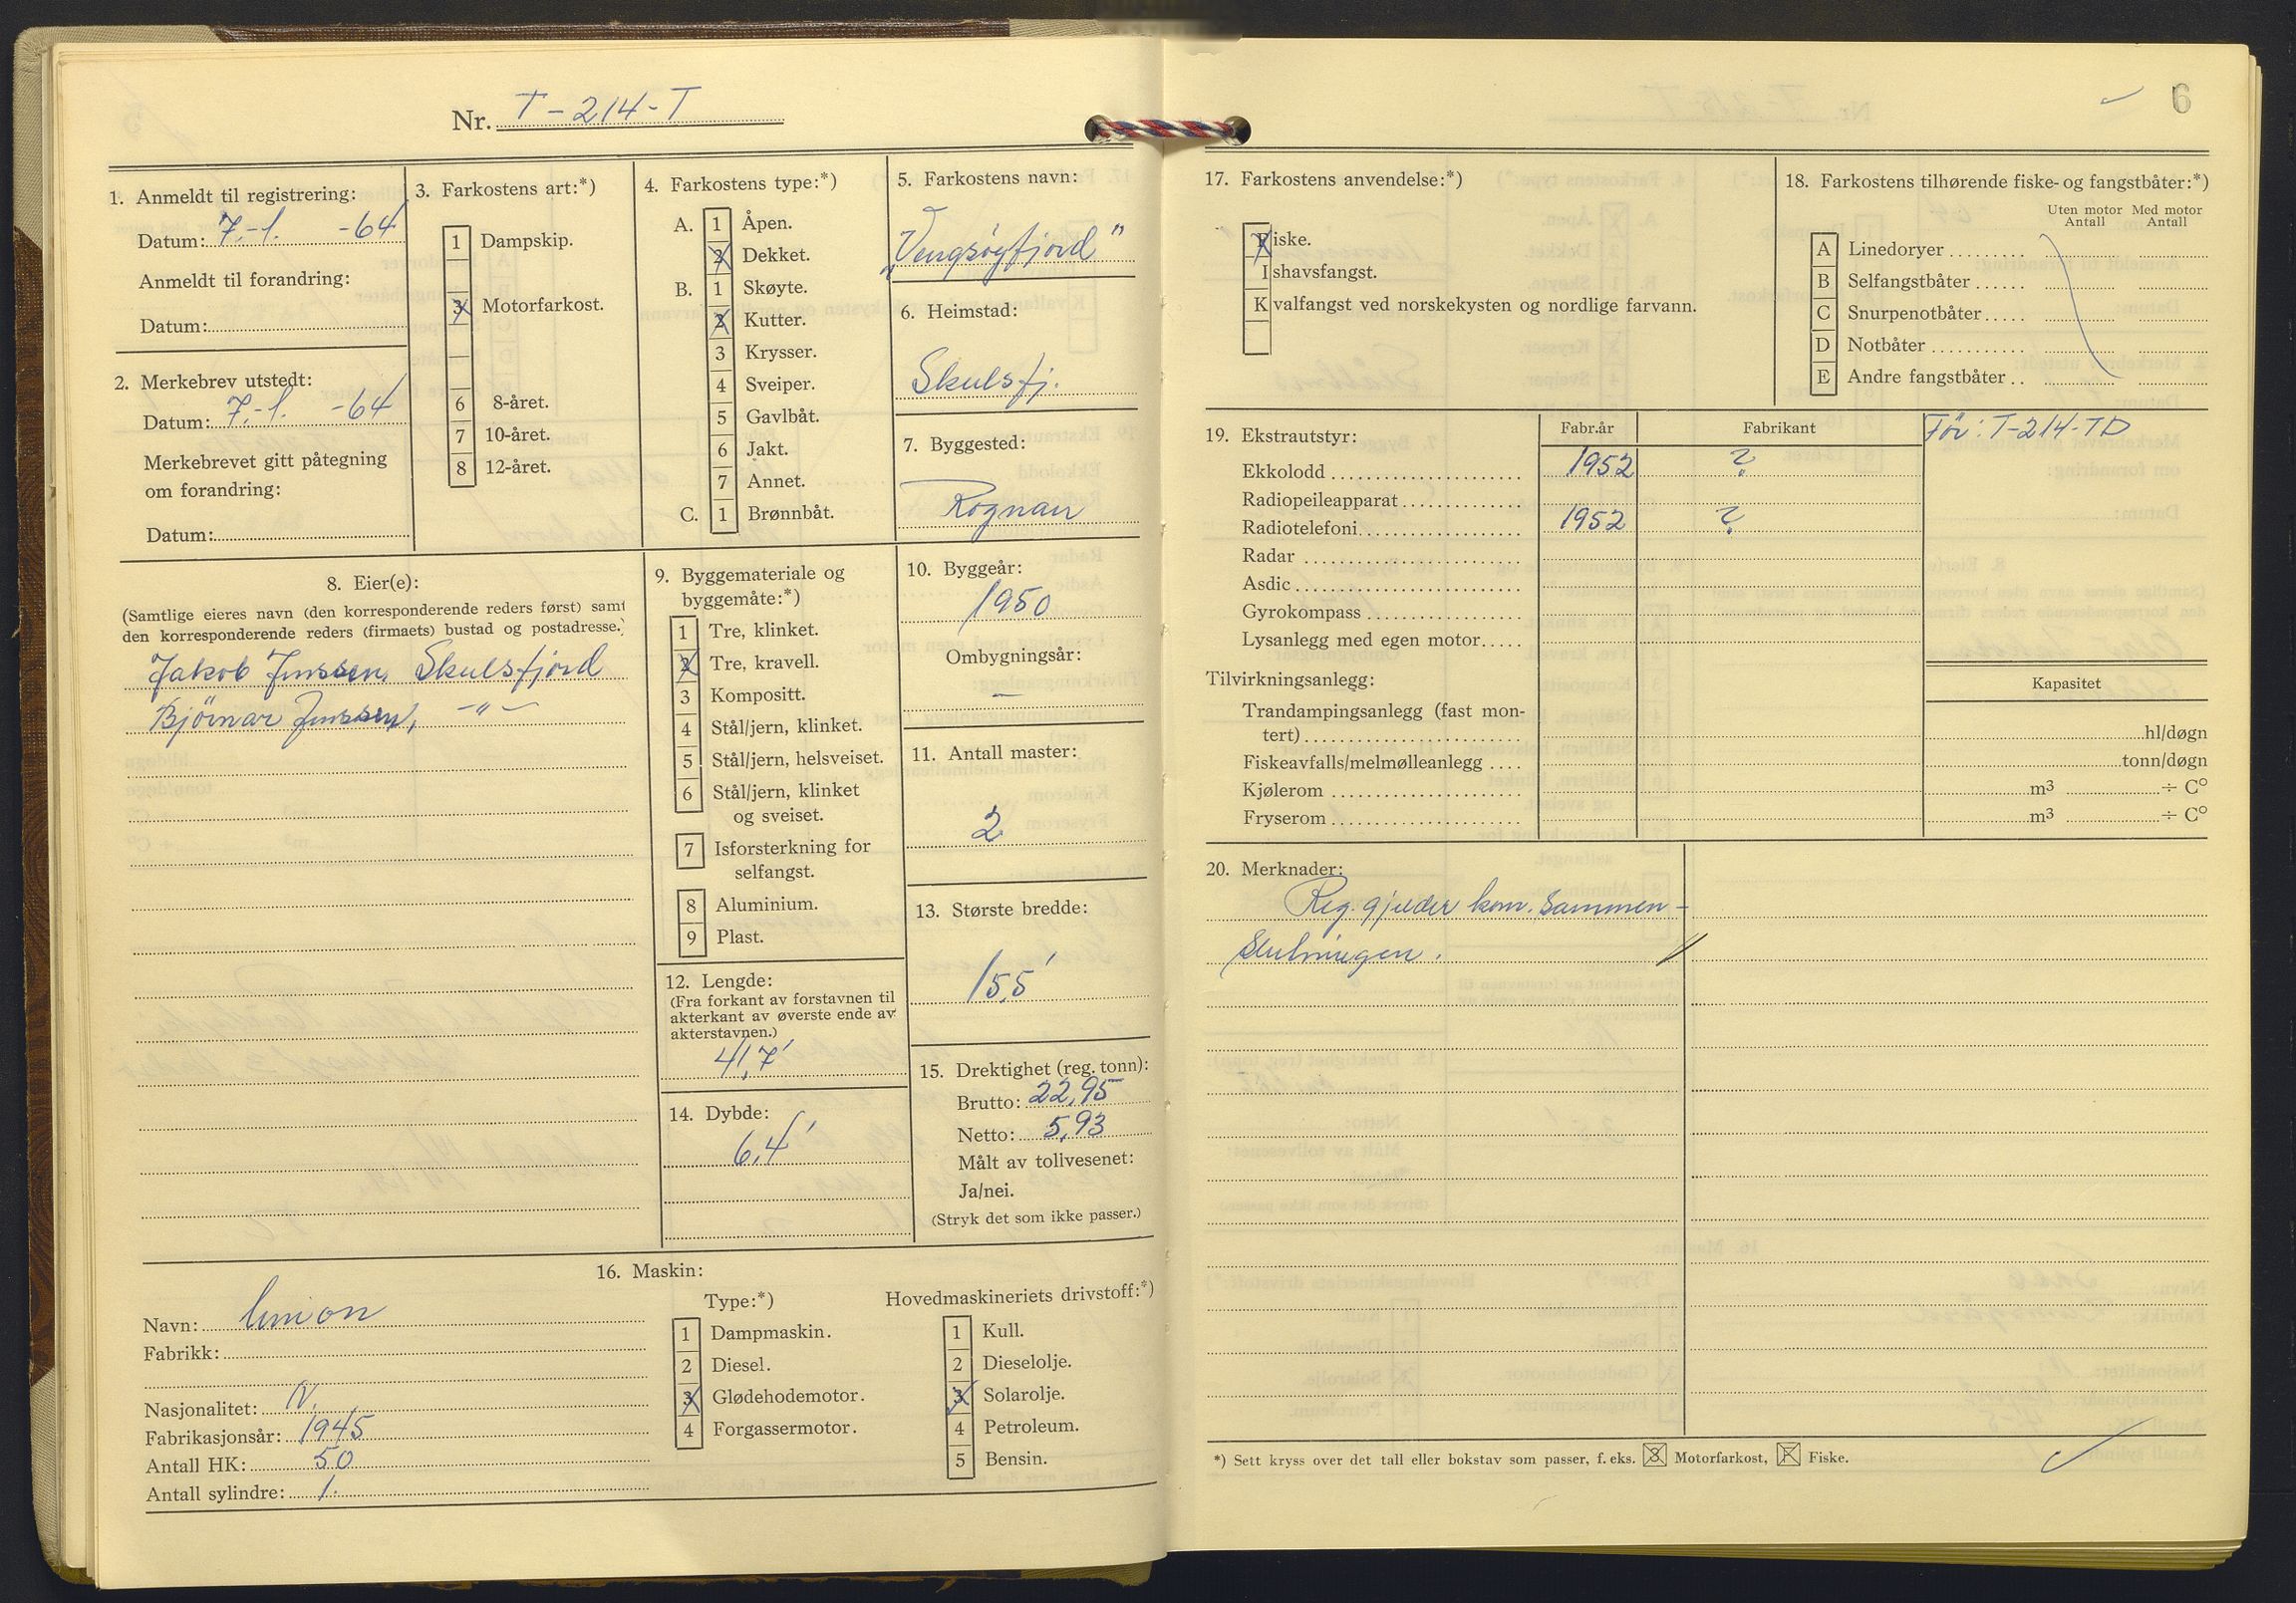 Nr. T-214-T
1. Anmeldt til registrering:
Datum: 7.-1. -64
Anmeldt til forandring:
Datum:
2. Merkebrev utstedt:
Datum: 7.-1. -64
Merkebrevet gitt påtegning
om forandring:
Datum:
3. Farkostens art:*)
1 Dampskip.
3 Motorfarkost.
6 8-året.
7 10-året.
8 12-året.
4. Farkostens type:*)
A. 1 Åpen.
2 Dekket.
B. 1 Skøyte.
2 Kutter.
3 Krysser.
4 Sveiper.
5 Gavlbåt.
6 Jakt.
7 Annet.
C. 1 Brønnbåt.
5. Farkostens navn:
"Vengsøyfjord"
6. Heimstad:
Skulsfj.
7. Byggested:
Rognan
8. Eier(e):
(Samtlige eieres navn (den korresponderende reders først) samt
den korresponderende reders (firmaets) bustad og postadresse.)
Jakob Jenssen, Skulsfjord
Bjørnar Jenssen, -"-
9. Byggemateriale og
byggemåte:*)
1 Tre, klinket.
2 Tre, kravell.
3 Kompositt.
4 Stål/jern, klinket.
5 Stål/jern, helsveiset.
6 Stål/jern, klinket
og sveiset.
7 Isforsterkning for
selfangst.
8 Aluminium.
9 Plast.
10. Byggeår:
1950
Ombygningsår:
—
11. Antall master:
2
12. Lengde:
(Fra forkant av forstavnen til
akterkant av øverste ende av
akterstavnen.)
41,7'
13. Største bredde:
15,5'
14. Dybde:
6,4'
15. Drektighet (reg. tonn):
Brutto: 22,95
Netto: 5,93
Målt av tollvesenet:
Ja/nei.
(Stryk det som ikke passer.)
16. Maskin:
Navn: Union
Fabrikk:
Nasjonalitet: N.
Fabrikasjonsår: 1945
Antall HK: 50
Antall sylindre: 1.
Type:*)
1 Dampmaskin.
2 Diesel.
3 Glødehodemotor.
4 Forgassermotor.
Hovedmaskineriets drivstoff:*)
1 Kull.
2 Dieselolje.
3 Solarolje.
4 Petroleum.
5 Bensin.
6
17. Farkostens anvendelse:*)
Fiske.
Ishavsfangst.
Kvalfangst ved norskekysten og nordlige farvann.
18. Farkostens tilhørende fiske- og fangstbåter:*)
Uten motor Med motor
Antall Antall
A Linedoryer
B Selfangstbåter
C Snurpenotbåter
D Notbåter
E Andre fangstbåter
19. Ekstrautstyr: Fabr.år Fabrikant
Før: T-214-TD
Ekkolodd 1952 ?
Radiopeileapparat
Radiotelefoni 1952 ?
Radar
Asdic
Gyrokompass
Lysanlegg med egen motor
Tilvirkningsanlegg: Kapasitet
Trandampingsanlegg (fast mon-
tert) hl/døgn
Fiskeavfalls/melmølleanlegg tonn/døgn
Kjølerom m³ ÷ C°
Fryserom m³ ÷ C°
20. Merknader:
Reg. gjelder kom. sammen-
slutningen.
*) Sett kryss over det tall eller bokstav som passer, f. eks. 3 Motorfarkost, F Fiske.